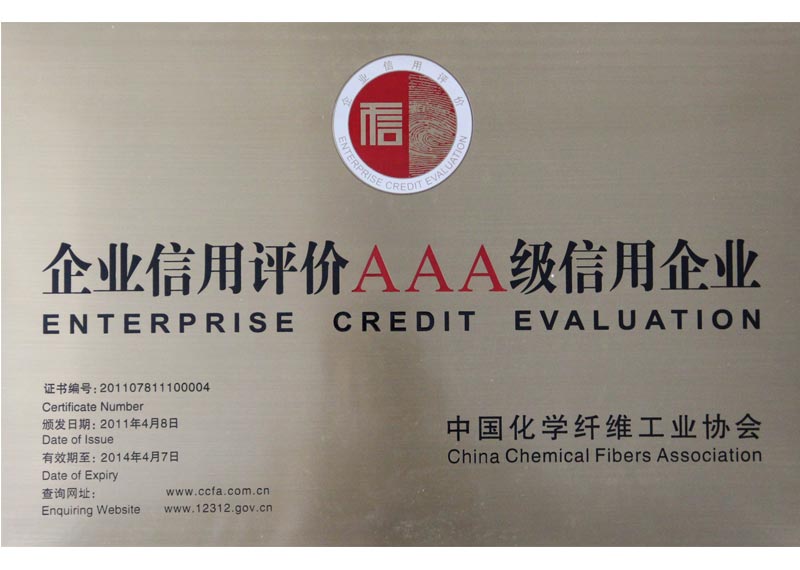 企业信用评价
信
ENTERPRISE CREDIT EVALUATION
企业信用评价AAA级信用企业
ENTERPRISE CREDIT EVALUATION
证书编号:201107811100004
Certificate Number
颁发日期:2011年4月8日
Date of Issue
有效期至:2014年4月7日
Date of Expiry
查询网址: www.ccfa.com.cn
Enquiring Website www.12312.gov.cn
中国化学纤维工业协会
China Chemical Fibers Association